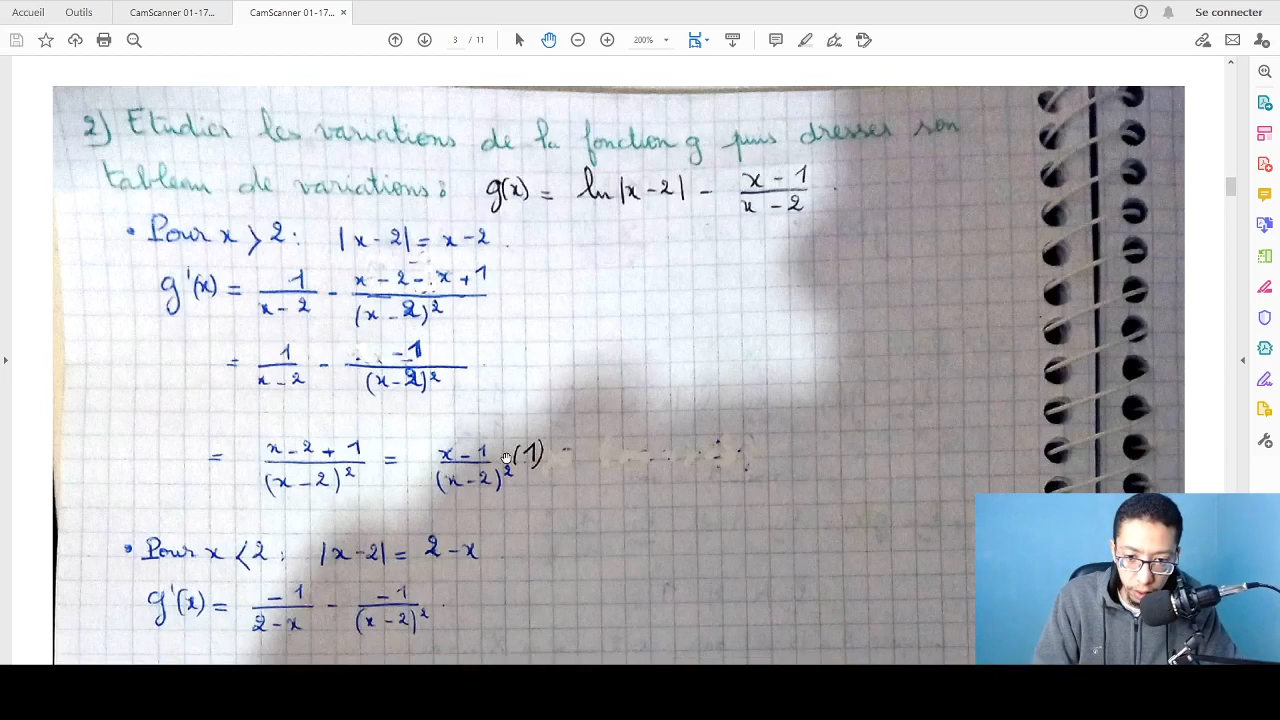 Accueil Outils CamScanner 01-17... CamScanner 01-17... × Se connecter
3 / 11 200%
2) Etudier les variations de la fonction g puis dresser son
tableau de variations : g(x) = ln|x-2| - (x-1)/(x-2)
• Pour x > 2 : |x-2| = x-2
g'(x) = 1/(x-2) - (x-2-x+1)/(x-2)²
= 1/(x-2) - (-1)/(x-2)²
= (x-2+1)/(x-2)² = (x-1)/(x-2)² (1)
• Pour x < 2 : |x-2| = 2-x
g'(x) = -1/(2-x) - (-1)/(x-2)²